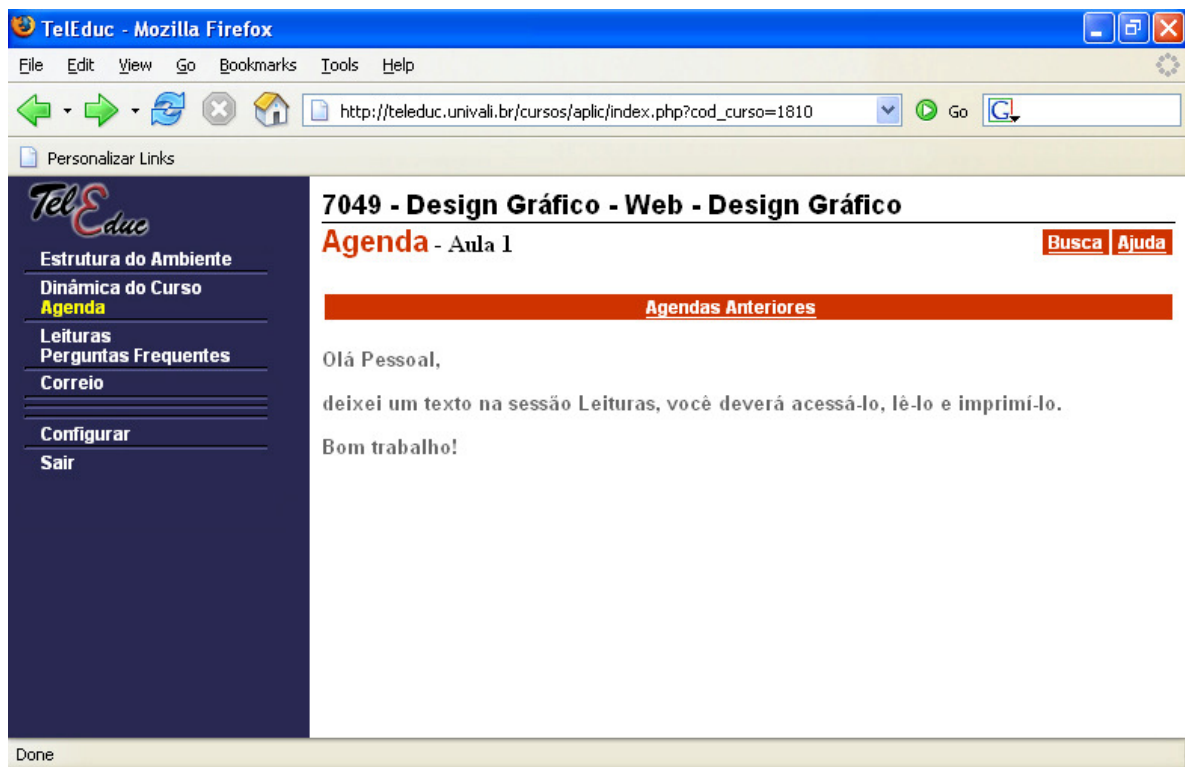 TelEduc - Mozilla Firefox
File Edit View Go Bookmarks Tools Help
http://teleduc.univali.br/cursos/aplic/index.php?cod_curso=1810 Go G
Personalizar Links
TelEduc
Estrutura do Ambiente
Dinâmica do Curso
Agenda
Leituras
Perguntas Frequentes
Correio
Configurar
Sair
7049 - Design Gráfico - Web - Design Gráfico
Agenda - Aula 1
Busca Ajuda
Agendas Anteriores
Olá Pessoal,
deixei um texto na sessão Leituras, você deverá acessá-lo, lê-lo e imprimí-lo.
Bom trabalho!
Done